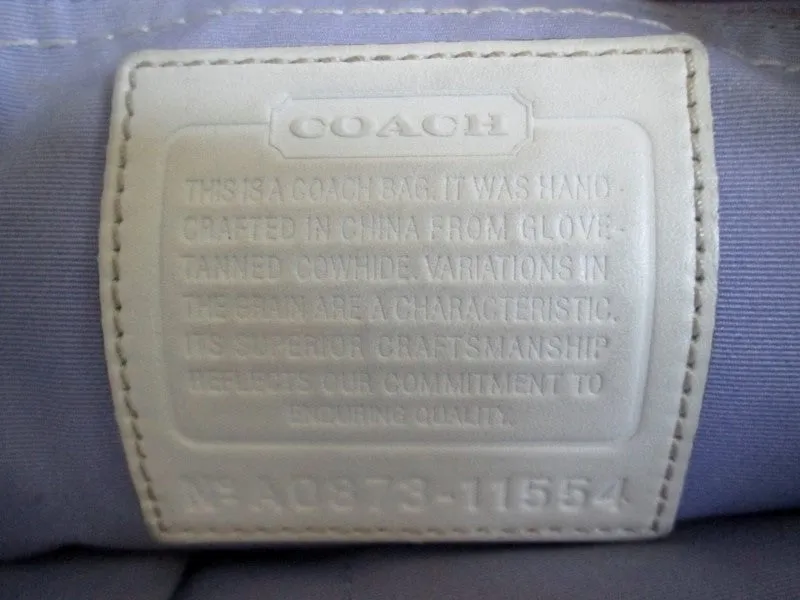 COACH
THIS IS A COACH BAG. IT WAS HAND-
CRAFTED IN CHINA FROM GLOVE-
TANNED COWHIDE. VARIATIONS IN
THE GRAIN ARE A CHARACTERISTIC.
ITS SUPERIOR CRAFTSMANSHIP
REFLECTS OUR COMMITMENT TO
ENDURING QUALITY.
Nº A0873-11554